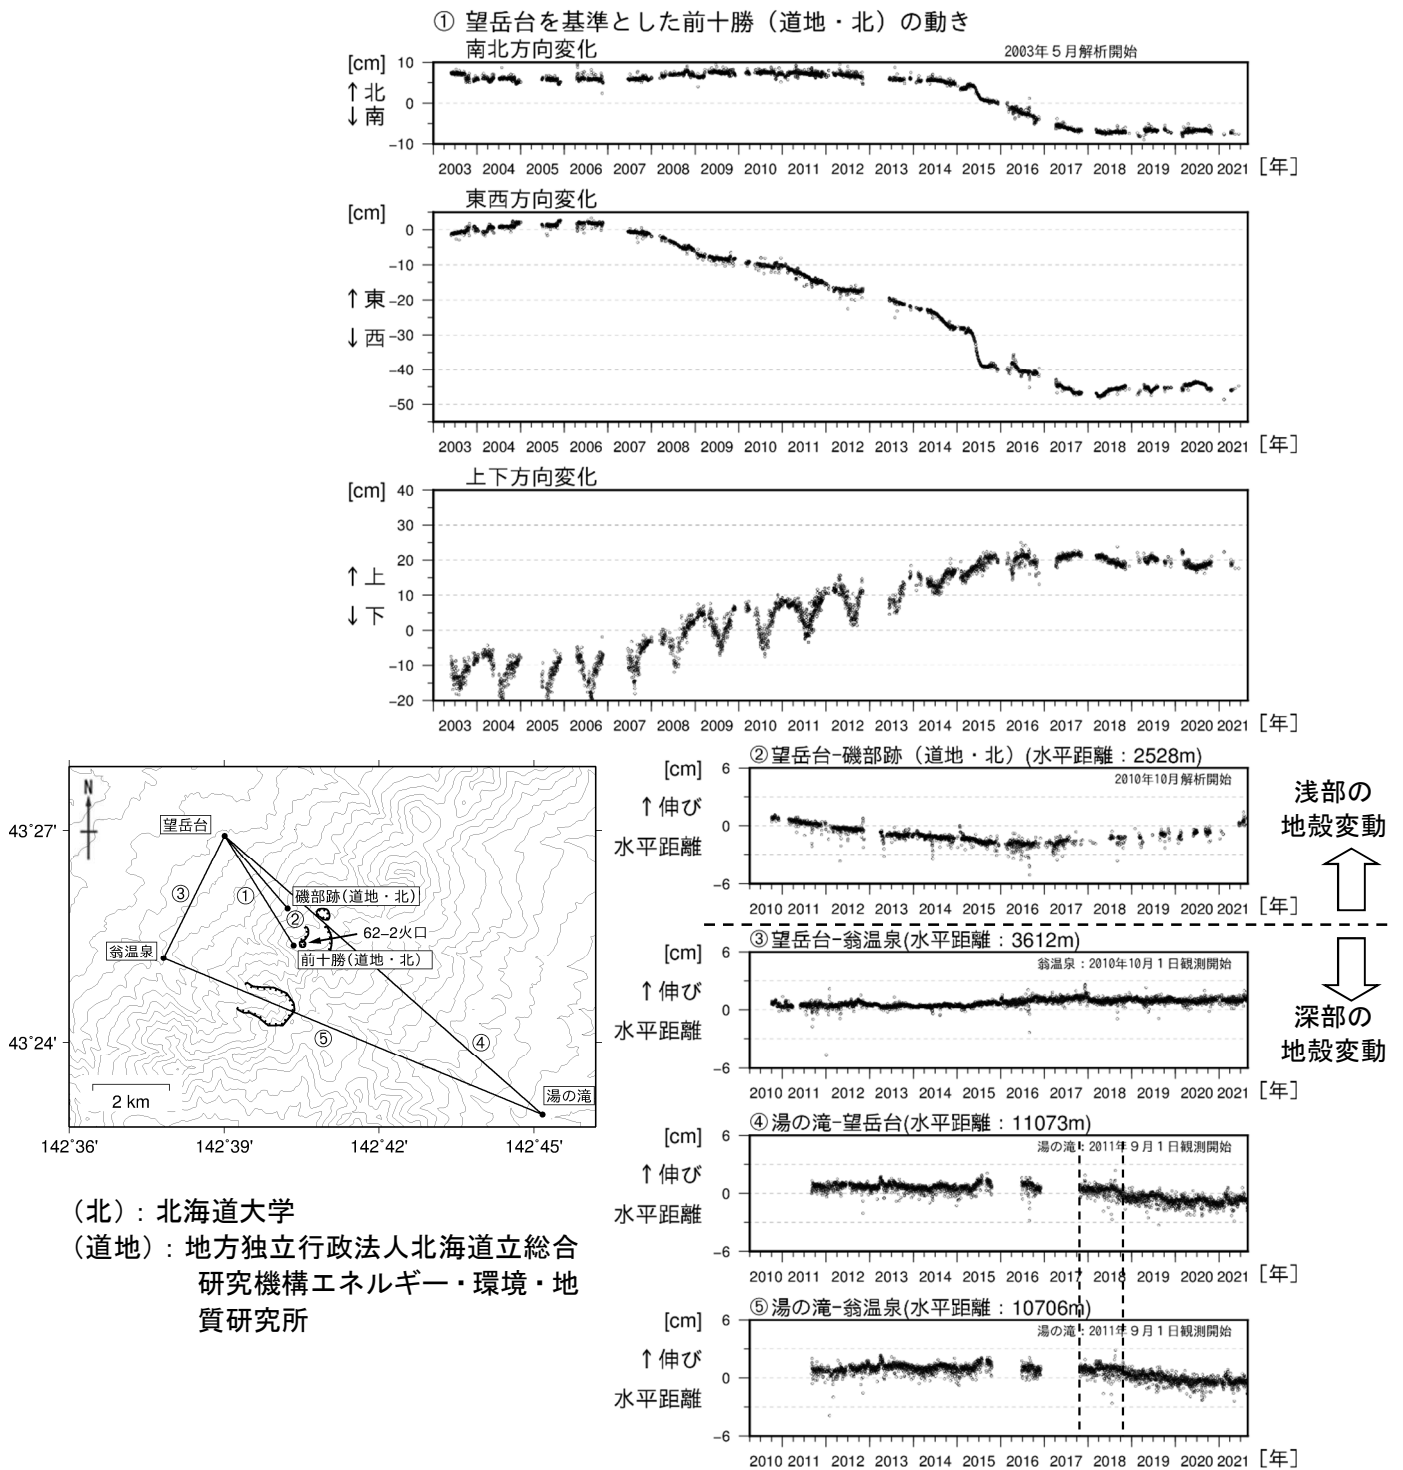 ① 望岳台を基準とした前十勝（道地・北）の動き
南北方向変化
2003年５月解析開始
[cm]
10
↑北
0
↓南
-10
2003 2004 2005 2006 2007 2008 2009 2010 2011 2012 2013 2014 2015 2016 2017 2018 2019 2020 2021 ［年］
東西方向変化
[cm]
0
-10
↑東
-20
↓西
-30
-40
-50
2003 2004 2005 2006 2007 2008 2009 2010 2011 2012 2013 2014 2015 2016 2017 2018 2019 2020 2021 ［年］
上下方向変化
[cm]
40
30
20
↑上
10
↓下
0
-10
-20
2003 2004 2005 2006 2007 2008 2009 2010 2011 2012 2013 2014 2015 2016 2017 2018 2019 2020 2021 ［年］
N
43°27'
43°24'
142°36' 142°39' 142°42' 142°45'
望岳台
③
①
②
磯部跡（道地・北）
62-2火口
前十勝（道地・北）
翁温泉
⑤
④
湯の滝
2 km
（北）：北海道大学
（道地）：地方独立行政法人北海道立総合
研究機構エネルギー・環境・地
質研究所
②望岳台-磯部跡（道地・北）(水平距離：2528m)
2010年10月解析開始
[cm]
6
↑伸び
0
水平距離
-6
2010 2011 2012 2013 2014 2015 2016 2017 2018 2019 2020 2021 ［年］
浅部の
地殻変動
③望岳台-翁温泉(水平距離：3612m)
翁温泉：2010年10月１日観測開始
[cm]
6
↑伸び
0
水平距離
-6
2010 2011 2012 2013 2014 2015 2016 2017 2018 2019 2020 2021 ［年］
深部の
地殻変動
④湯の滝-望岳台(水平距離：11073m)
湯の滝：2011年９月１日観測開始
[cm]
6
↑伸び
0
水平距離
-6
2010 2011 2012 2013 2014 2015 2016 2017 2018 2019 2020 2021 ［年］
⑤湯の滝-翁温泉(水平距離：10706m)
湯の滝：2011年９月１日観測開始
[cm]
6
↑伸び
0
水平距離
-6
2010 2011 2012 2013 2014 2015 2016 2017 2018 2019 2020 2021 ［年］